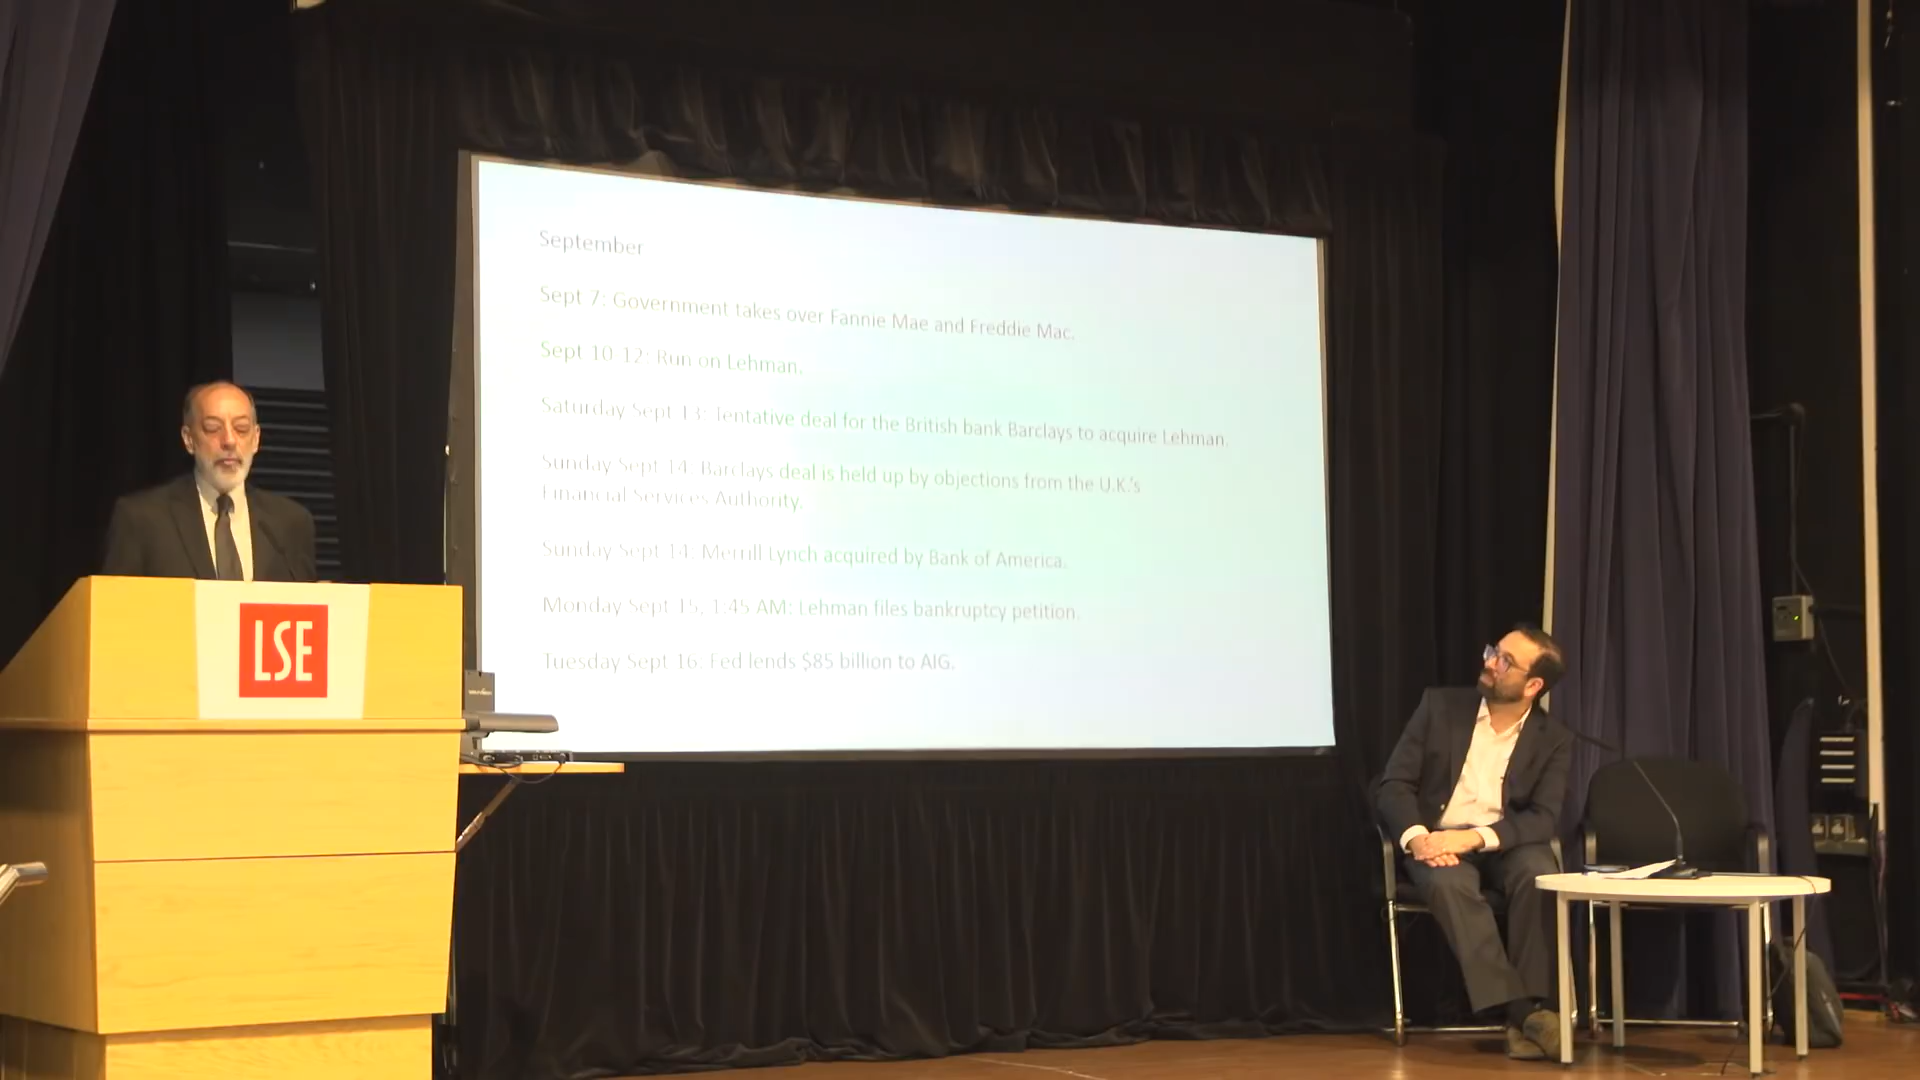 September
Sept 7: Government takes over Fannie Mae and Freddie Mac.
Sept 10-12: Run on Lehman.
Saturday Sept 13: Tentative deal for the British bank Barclays to acquire Lehman.
Sunday Sept 14: Barclays deal is held up by objections from the U.K.'s
Financial Services Authority.
Sunday Sept 14: Merrill Lynch acquired by Bank of America.
Monday Sept 15, 1:45 AM: Lehman files bankruptcy petition.
Tuesday Sept 16: Fed lends $85 billion to AIG.
LSE